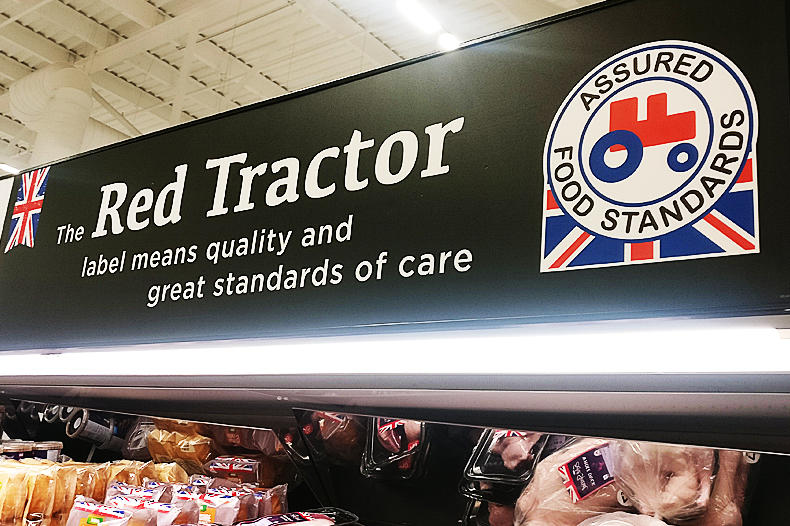 The Red Tractor
label means quality and
great standards of care
ASSURED
FOOD STANDARDS